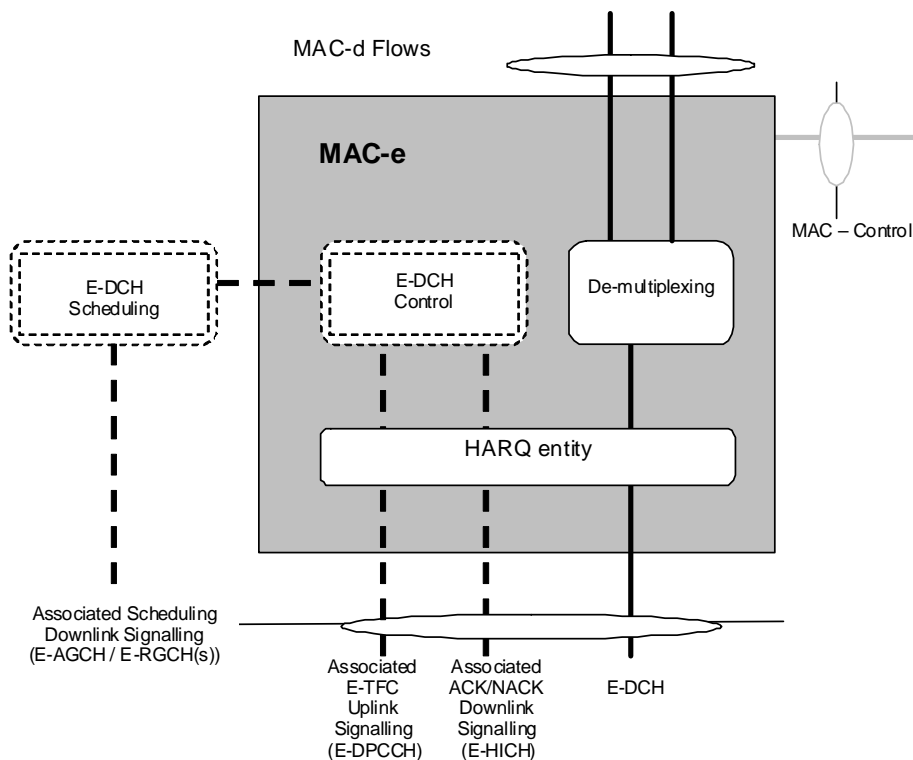 MAC-d Flows
MAC-e
MAC – Control
E-DCH
Scheduling
E-DCH
Control
De-multiplexing
HARQ entity
Associated Scheduling
Downlink Signalling
(E-AGCH / E-RGCH(s))
Associated
E-TFC
Uplink
Signalling
(E-DPCCH)
Associated
ACK/NACK
Downlink
Signalling
(E-HICH)
E-DCH